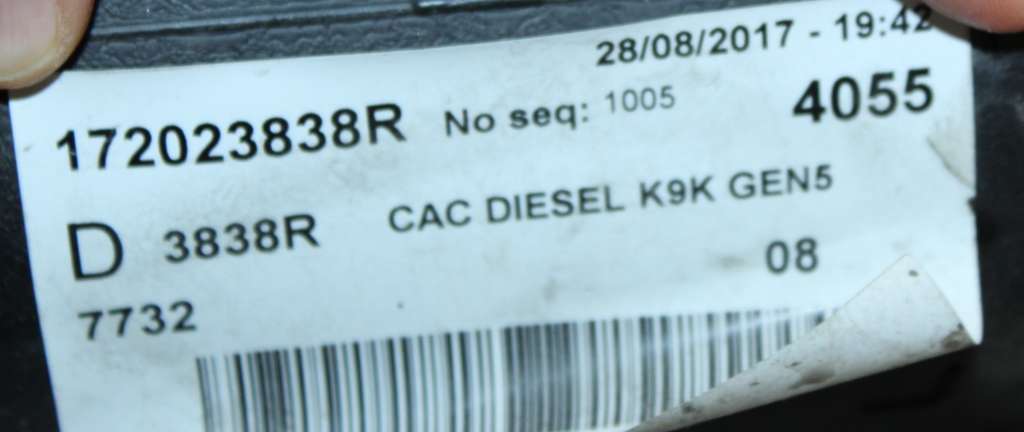 28/08/2017 - 19:42
172023838R No seq: 1005 4055
D 3838R CAC DIESEL K9K GEN5
7732 08